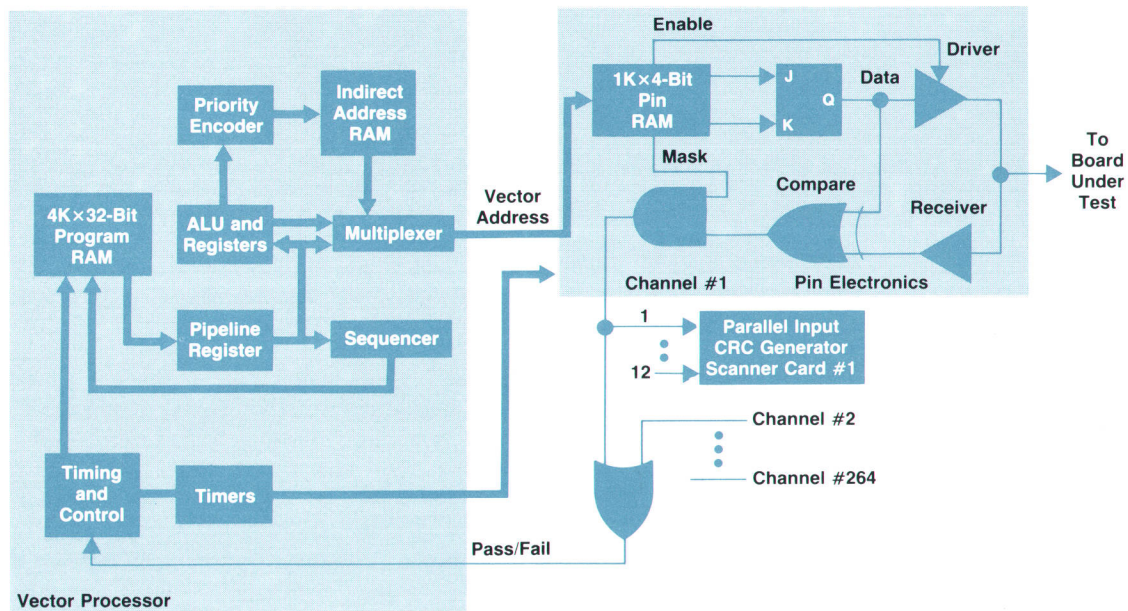 Enable
Driver
1K×4-Bit
Pin
RAM
J
K
Q
Data
Indirect
Address
RAM
Priority
Encoder
To
Board
Under
Test
Mask
Vector
Address
Compare
Receiver
4K×32-Bit
Program
RAM
ALU and
Registers
Multiplexer
Channel #1
Pin Electronics
Pipeline
Register
Sequencer
1
12
Parallel Input
CRC Generator
Scanner Card #1
Channel #2
Channel #264
Timing
and
Control
Timers
Pass/Fail
Vector Processor